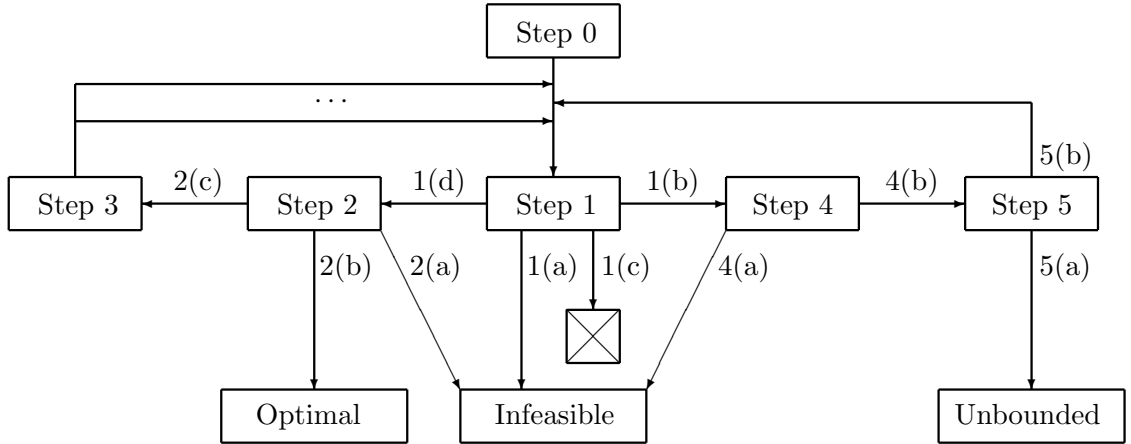 Step 0
· · ·
5(b)
2(c) 1(d) 1(b) 4(b)
Step 3 Step 2 Step 1 Step 4 Step 5
2(b) 2(a) 1(a) 1(c) 4(a) 5(a)
Optimal Infeasible Unbounded